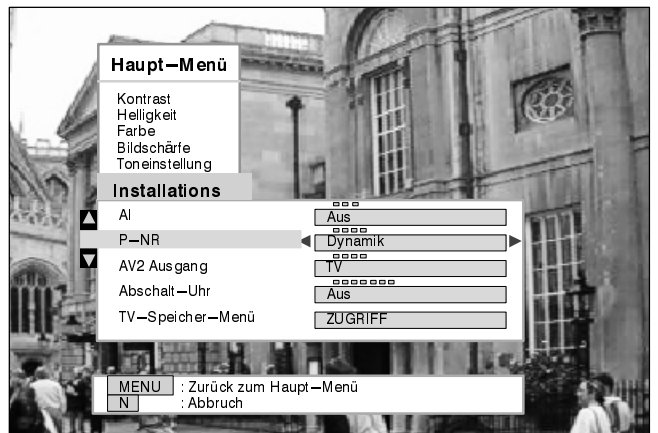 Haupt–Menü
Kontrast
Helligkeit
Farbe
Bildschärfe
Toneinstellung
Installations
AI Aus
P–NR Dynamik
AV2 Ausgang TV
Abschalt–Uhr Aus
TV–Speicher–Menü ZUGRIFF
MENU : Zurück zum Haupt–Menü
N : Abbruch